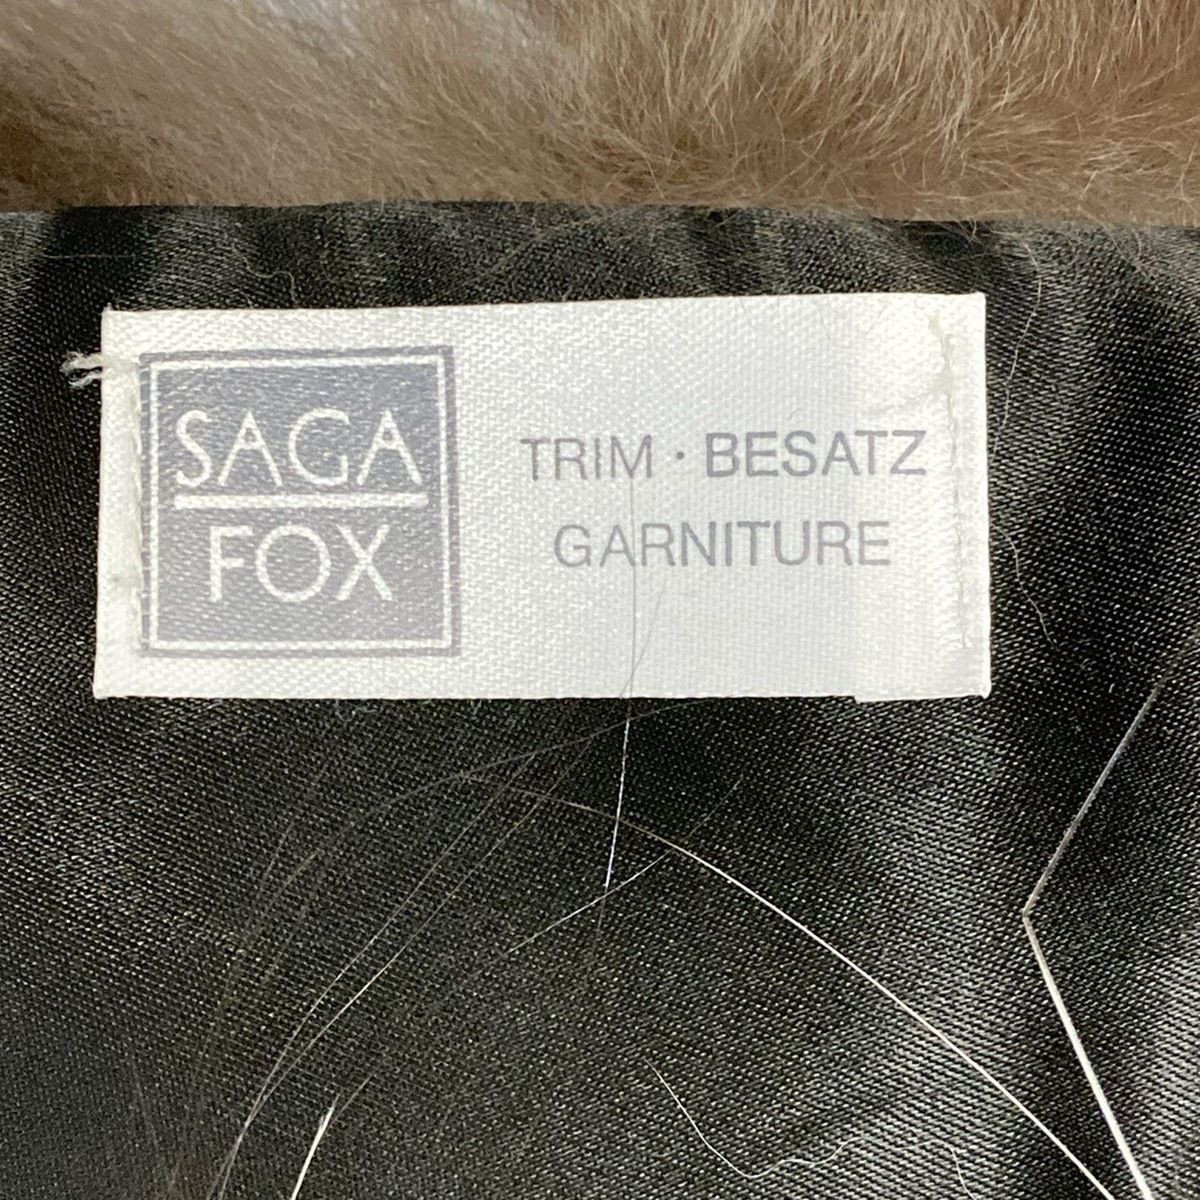 SAGA
FOX
TRIM · BESATZ
GARNITURE